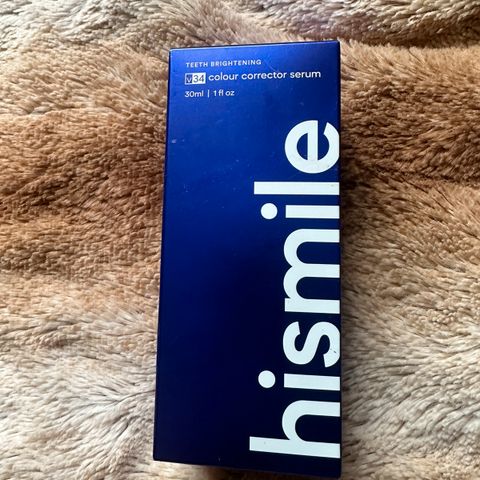 TEETH BRIGHTENING
v34 colour corrector serum
30ml | 1 fl oz
hismile